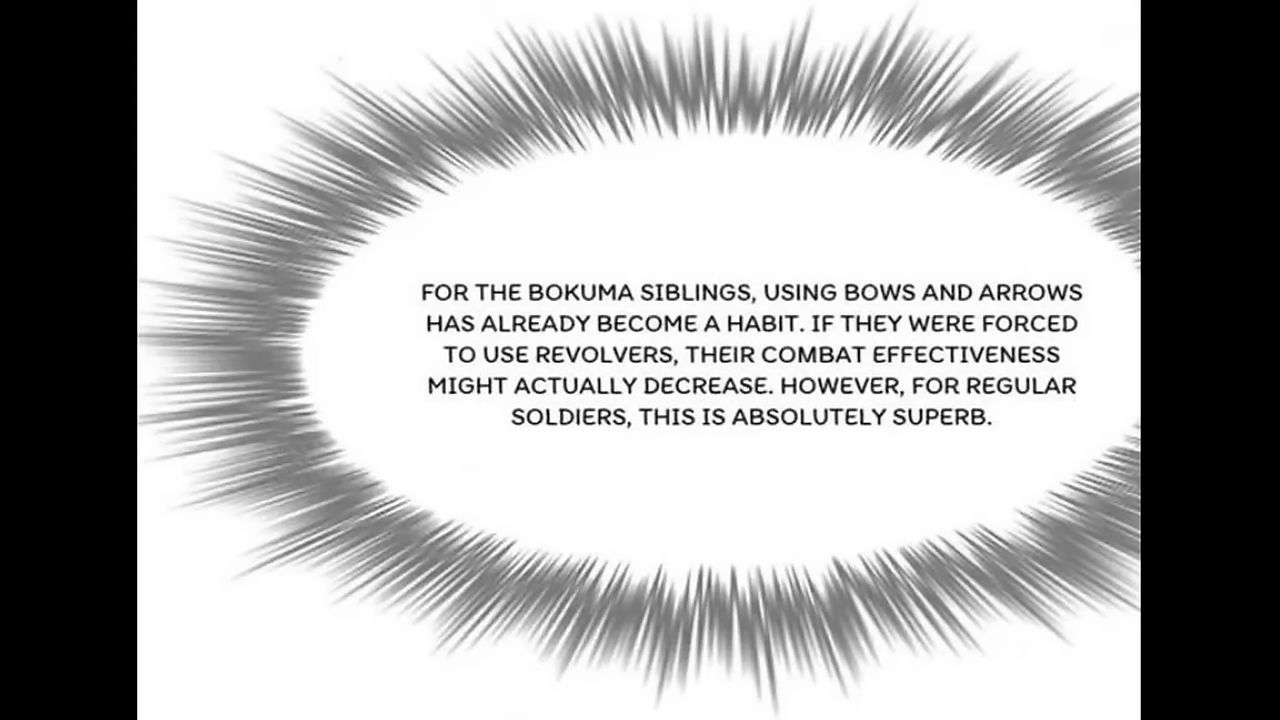 FOR THE BOKUMA SIBLINGS, USING BOWS AND ARROWS
HAS ALREADY BECOME A HABIT. IF THEY WERE FORCED
TO USE REVOLVERS, THEIR COMBAT EFFECTIVENESS
MIGHT ACTUALLY DECREASE. HOWEVER, FOR REGULAR
SOLDIERS, THIS IS ABSOLUTELY SUPERB.